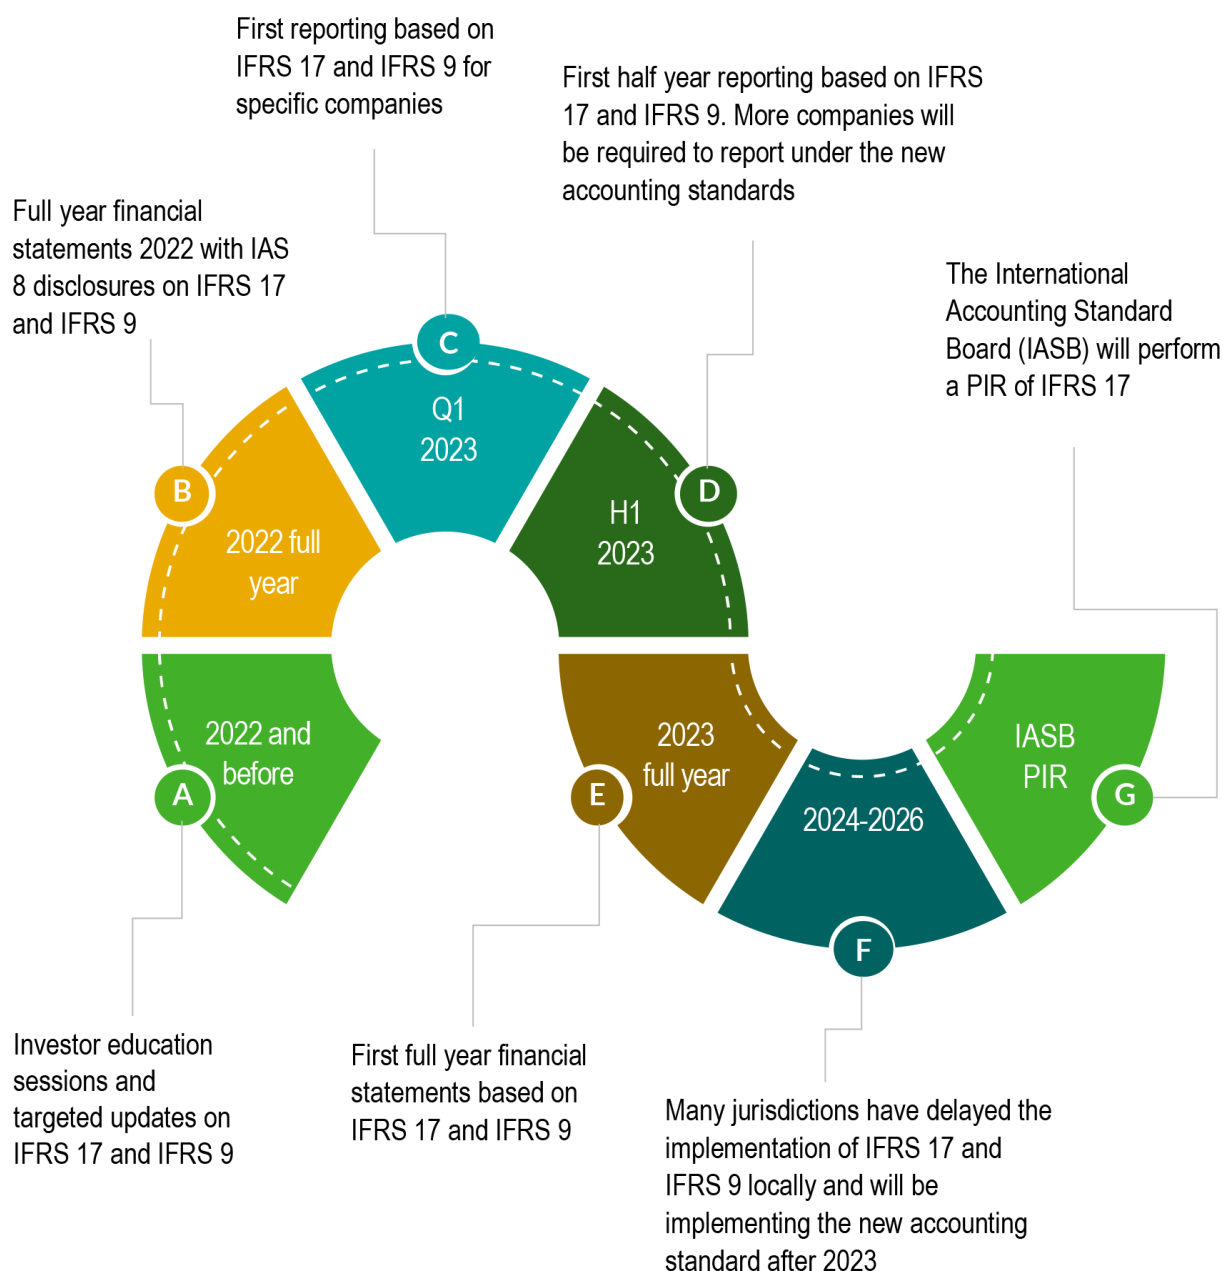 First reporting based on
IFRS 17 and IFRS 9 for
specific companies
First half year reporting based on IFRS
17 and IFRS 9. More companies will
be required to report under the new
accounting standards
Full year financial
statements 2022 with IAS
8 disclosures on IFRS 17
and IFRS 9
The International
Accounting Standard
Board (IASB) will perform
a PIR of IFRS 17
C
Q1
2023
B
2022 full
year
D
H1
2023
A
2022 and
before
E
2023
full year
F
2024-2026
G
IASB
PIR
Investor education
sessions and
targeted updates on
IFRS 17 and IFRS 9
First full year financial
statements based on
IFRS 17 and IFRS 9
Many jurisdictions have delayed the
implementation of IFRS 17 and
IFRS 9 locally and will be
implementing the new accounting
standard after 2023